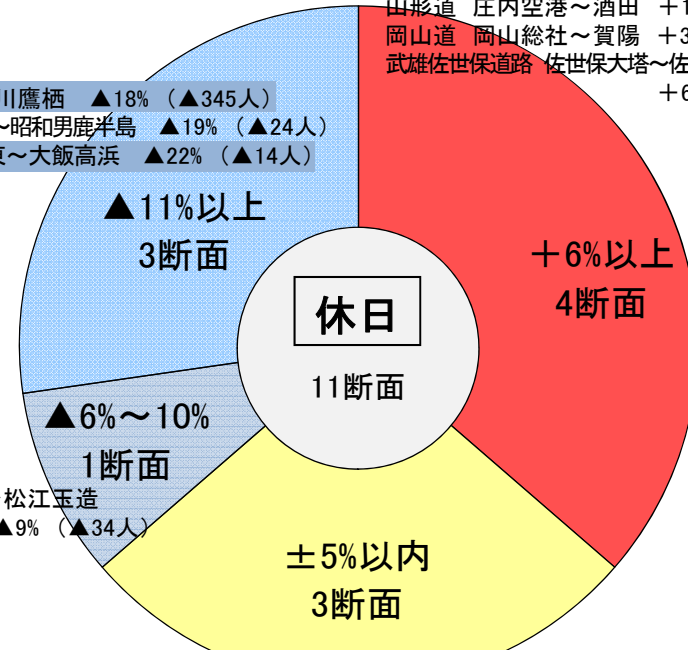 山形道 庄内空港～酒田 ＋1
岡山道 岡山総社～賀陽 ＋3
武雄佐世保道路 佐世保大塔～佐
＋6
川鷹栖 ▲18% (▲345人)
～昭和男鹿半島 ▲19% (▲24人)
～大飯高浜 ▲22% (▲14人)
▲11%以上
3断面
＋6%以上
4断面
休日
11断面
▲6%～10%
1断面
松江玉造
▲9% (▲34人)
±5%以内
3断面